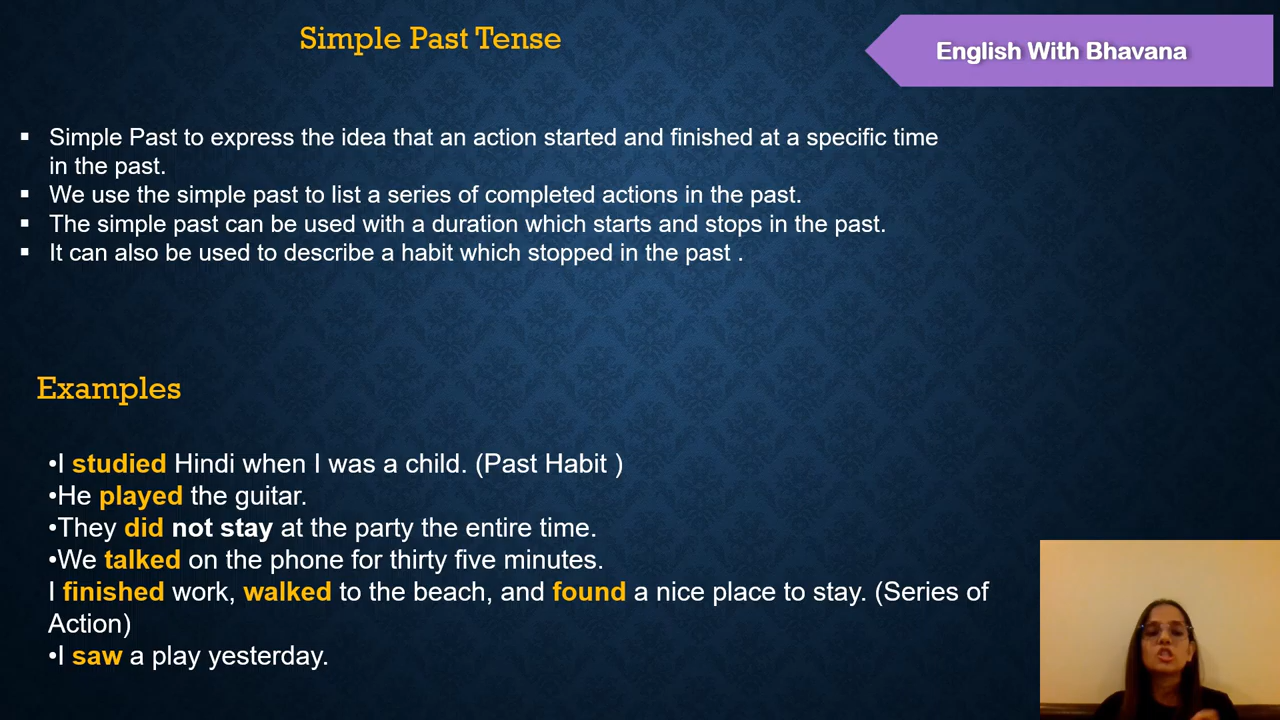 Simple Past Tense
English With Bhavana
▪ Simple Past to express the idea that an action started and finished at a specific time
in the past.
▪ We use the simple past to list a series of completed actions in the past.
▪ The simple past can be used with a duration which starts and stops in the past.
▪ It can also be used to describe a habit which stopped in the past .
Examples
•I studied Hindi when I was a child. (Past Habit )
•He played the guitar.
•They did not stay at the party the entire time.
•We talked on the phone for thirty five minutes.
I finished work, walked to the beach, and found a nice place to stay. (Series of
Action)
•I saw a play yesterday.